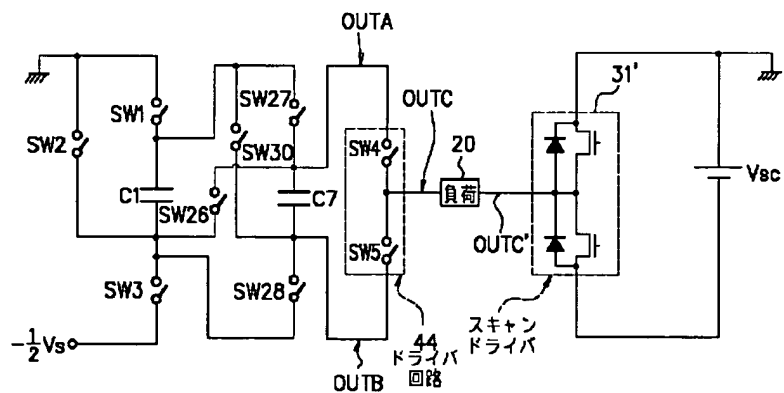 OUTA
31'
OUTC
SW1
SW27
SW2
SW30
SW4
20
負荷
Vsc
C1
SW26
C7
OUTC'
SW5
SW3
SW28
-1/2Vs
44
ドライバ
回路
スキャン
ドライバ
OUTB